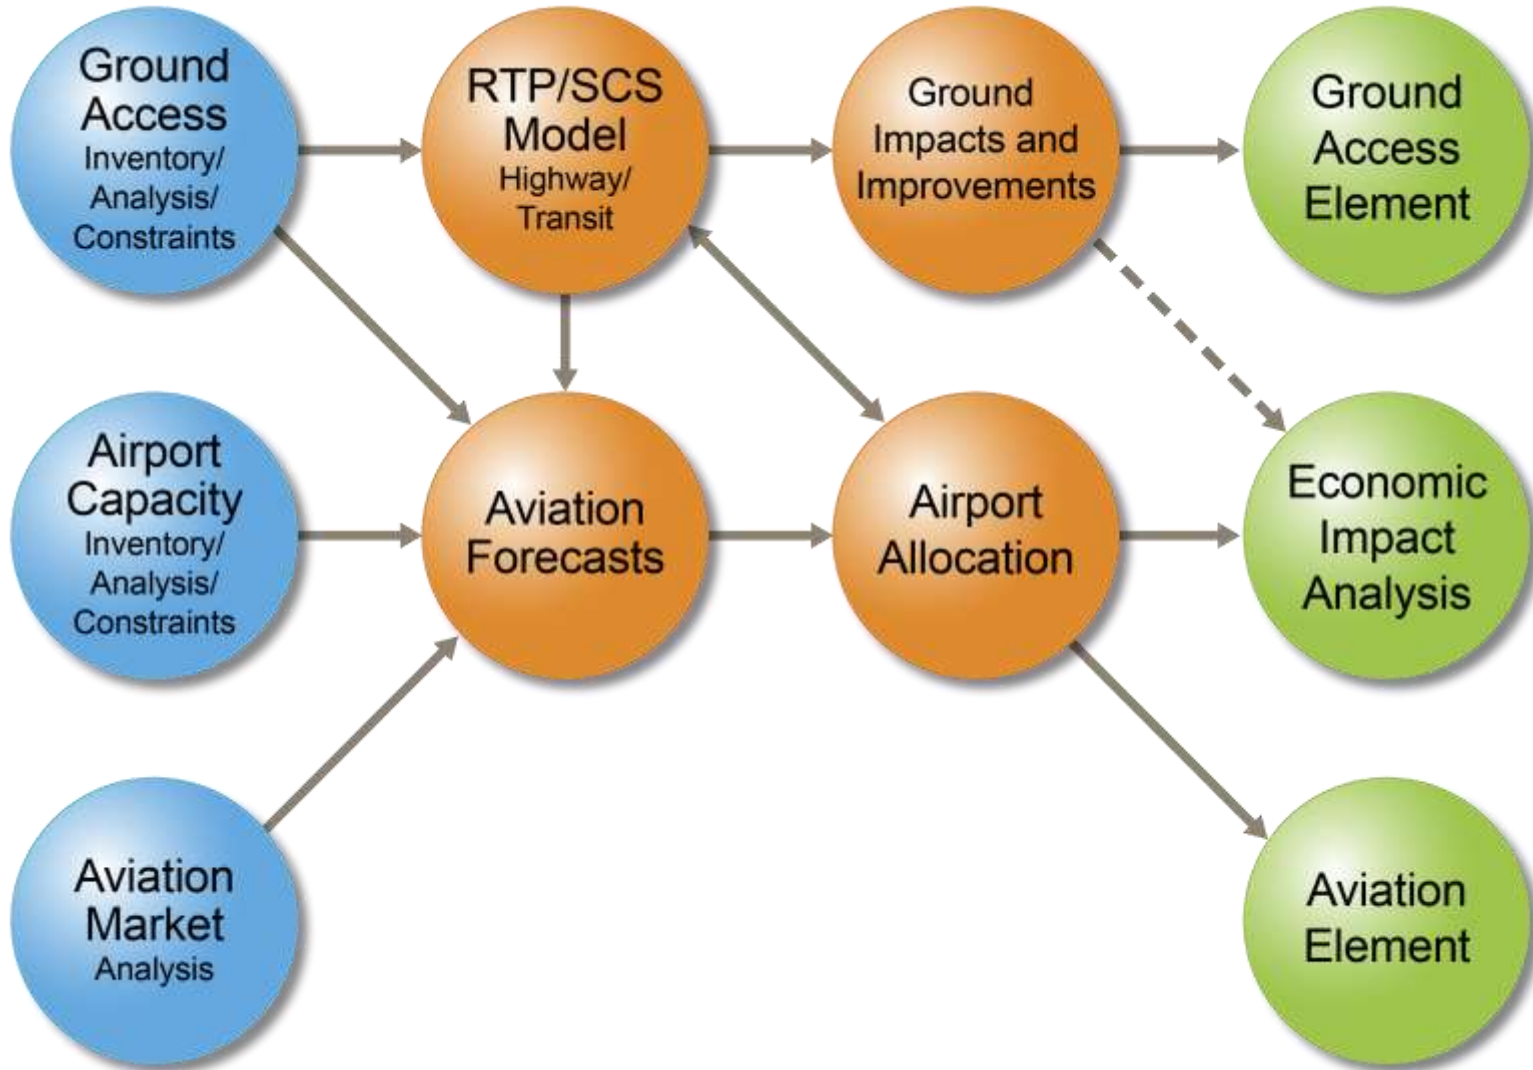 Ground
Access
Inventory/
Analysis/
Constraints
RTP/SCS
Model
Highway/
Transit
Ground
Impacts and
Improvements
Ground
Access
Element
Airport
Capacity
Inventory/
Analysis/
Constraints
Aviation
Forecasts
Airport
Allocation
Economic
Impact
Analysis
Aviation
Market
Analysis
Aviation
Element